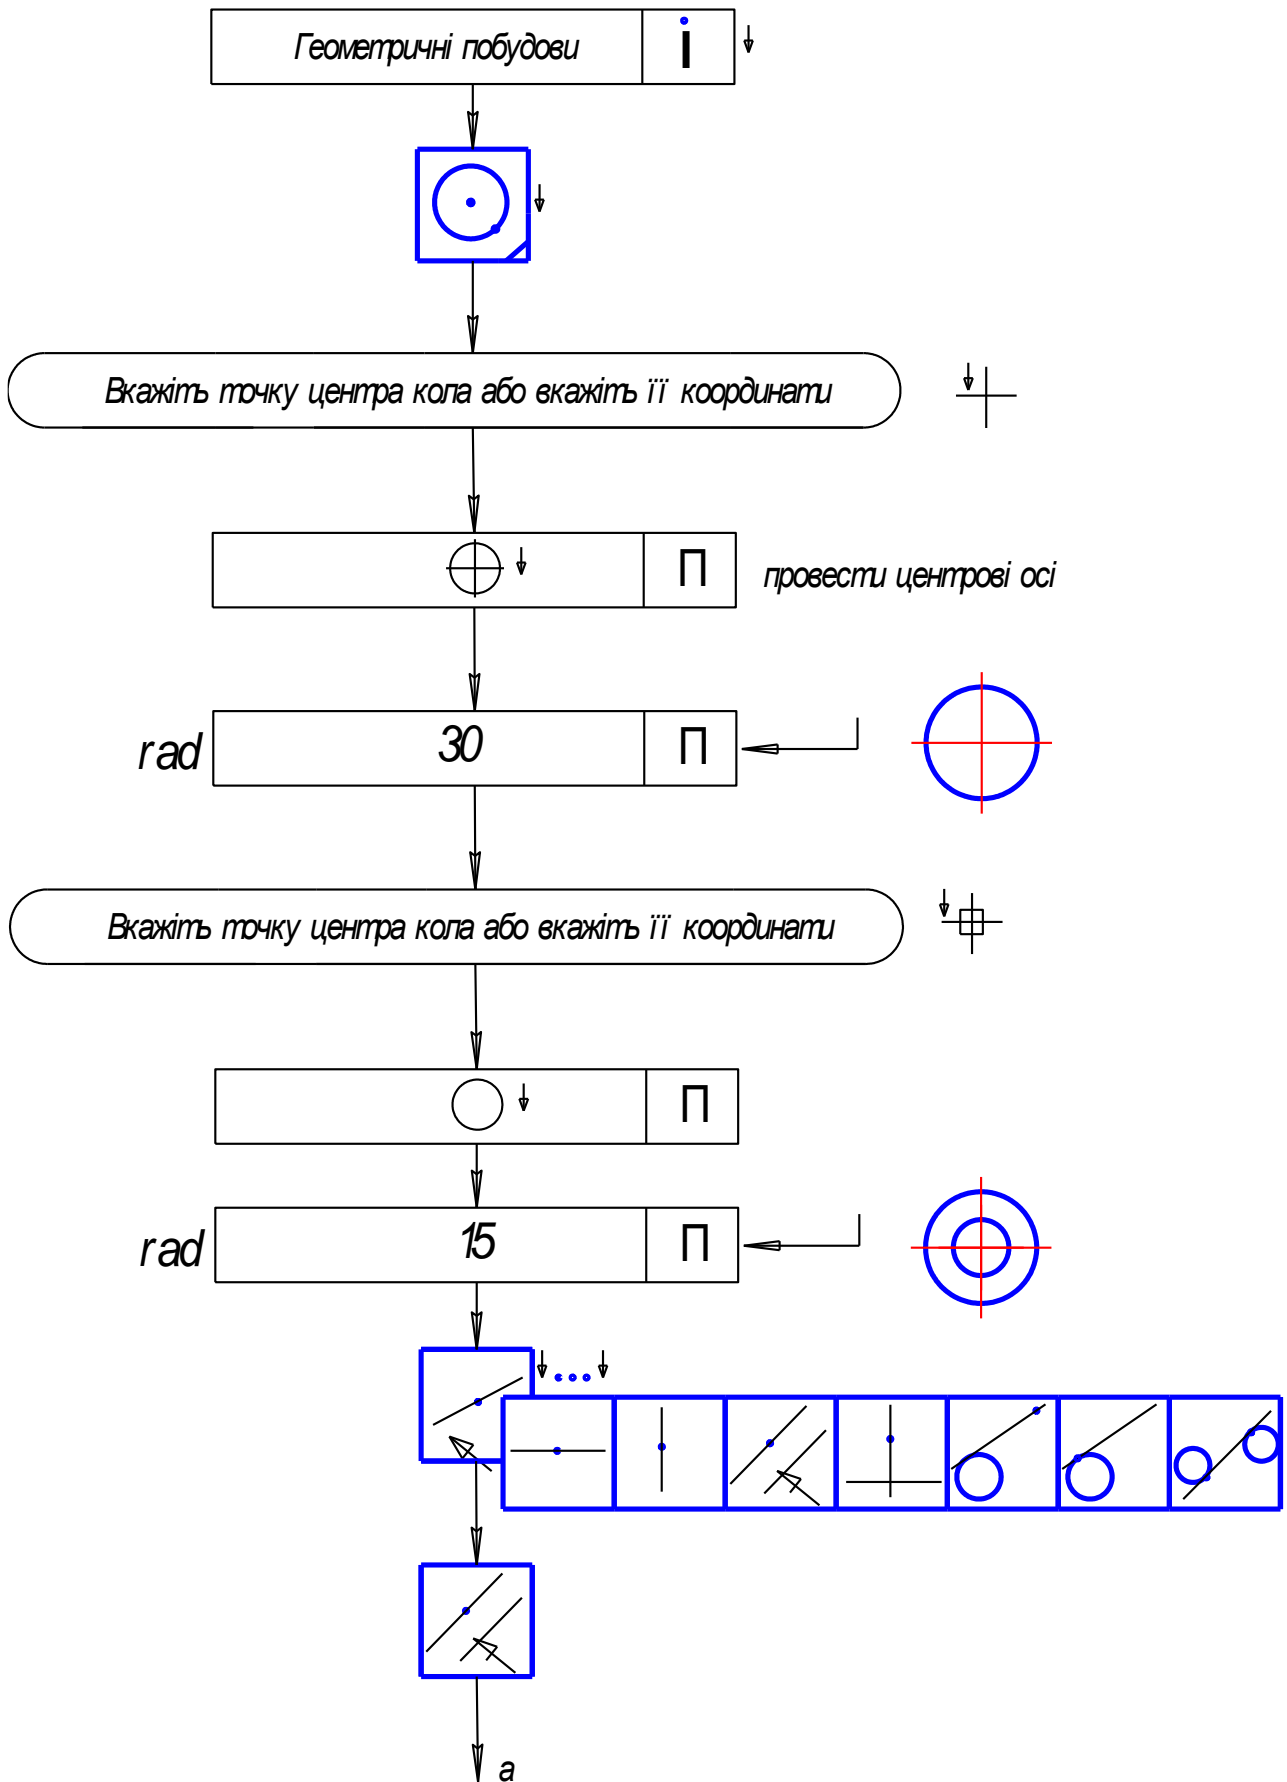 Геометричні побудови і
Вкажіть точку центра кола або вкажіть її координати
П провести центрові осі
rad 30 П
Вкажіть точку центра кола або вкажіть її координати
П
rad 15 П
а